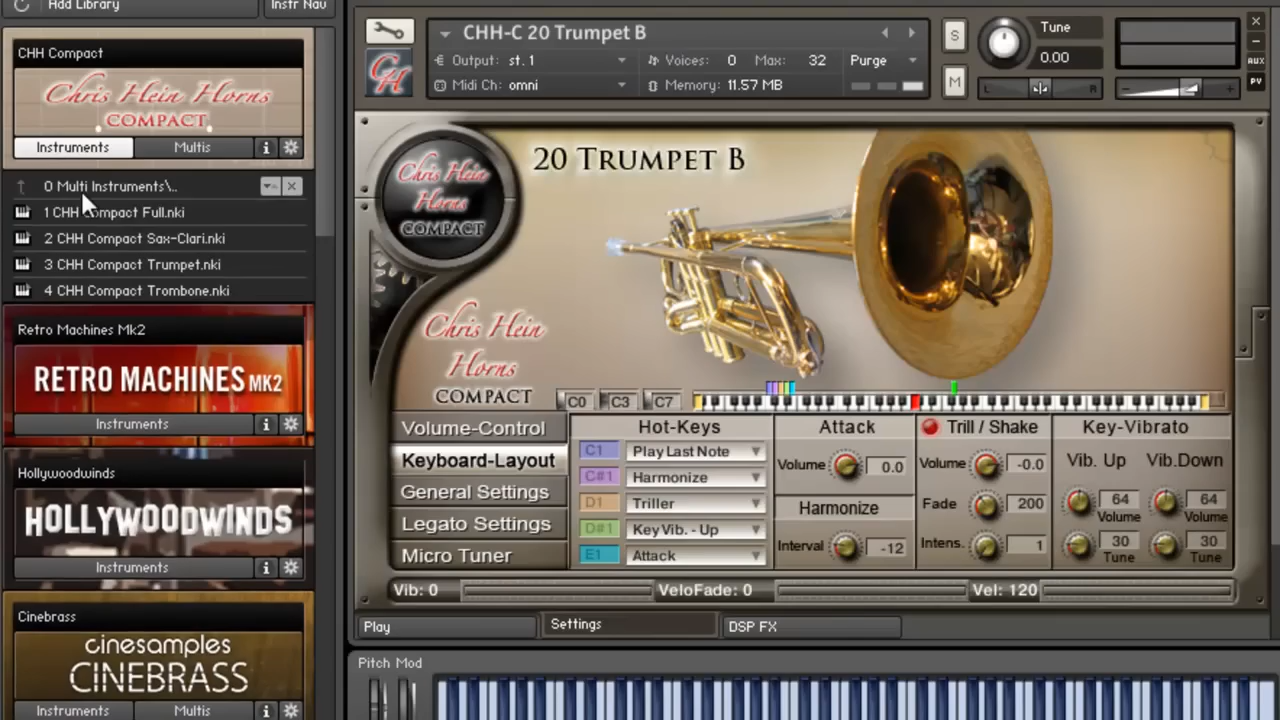 Add Library
Instr Nav
CHH Compact
Chris Hein Horns
COMPACT
Instruments
Multis
i
0 Multi Instruments\..
1 CHH Compact Full.nki
2 CHH Compact Sax-Clari.nki
3 CHH Compact Trumpet.nki
4 CHH Compact Trombone.nki
Retro Machines Mk2
RETRO MACHINES MK2
Instruments
i
Hollywoodwinds
HOLLYWOODWINDS
Instruments
i
Cinebrass
cinesamples
CINEBRASS
Instruments
Multis
i
CHH-C 20 Trumpet B
Output: st. 1
Voices: 0 Max: 32
Purge
Midi Ch: omni
Memory: 11.57 MB
S
M
Tune
0.00
L
R
AUX
PV
CH
Chris Hein
Horns
COMPACT
20 TRUMPET B
Chris Hein
Horns
COMPACT
C0
C3
C7
Volume-Control
Keyboard-Layout
General Settings
Legato Settings
Micro Tuner
Hot-Keys
C1 Play Last Note
C#1 Harmonize
D1 Triller
D#1 Key Vib. - Up
E1 Attack
Attack
Volume 0.0
Harmonize
Interval -12
Trill / Shake
Volume -0.0
Fade 200
Intens. 1
Key-Vibrato
Vib. Up
Vib.Down
64
Volume
64
Volume
30
Tune
30
Tune
Vib: 0
VeloFade: 0
Vel: 120
Play
Settings
DSP FX
Pitch Mod